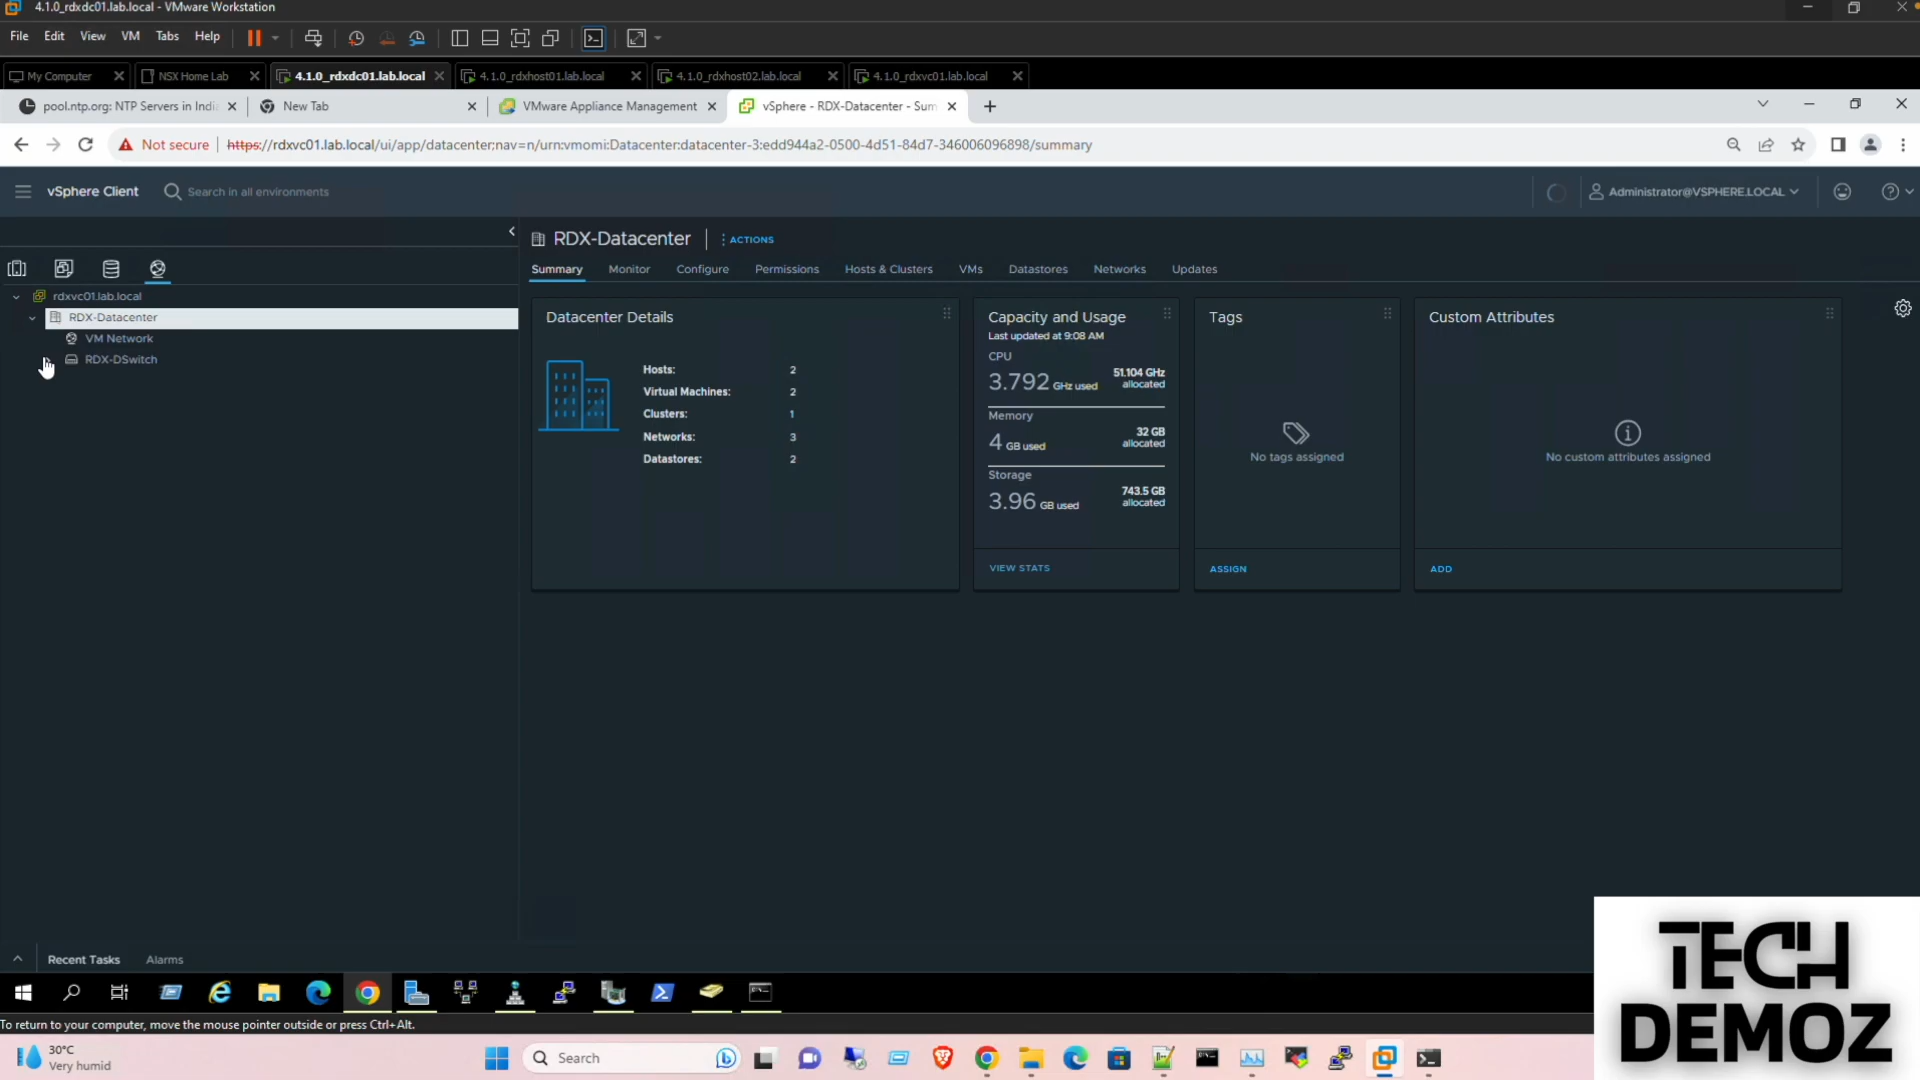 4.1.0_rdxdc01.lab.local - VMware Workstation
File Edit View VM Tabs Help
My Computer NSX Home Lab 4.1.0_rdxdc01.lab.local 4.1.0_rdxhost01.lab.local 4.1.0_rdxhost02.lab.local 4.1.0_rdxvc01.lab.local
pool.ntp.org: NTP Servers in Indi New Tab VMware Appliance Management vSphere - RDX-Datacenter - Sum
Not secure https://rdxvc01.lab.local/ui/app/datacenter;nav=n/urn:vmomi:Datacenter:datacenter-3:edd944a2-0500-4d51-84d7-346006096898/summary
vSphere Client Search in all environments Administrator@VSPHERE.LOCAL
RDX-Datacenter ACTIONS
Summary Monitor Configure Permissions Hosts & Clusters VMs Datastores Networks Updates
rdxvc01.lab.local
RDX-Datacenter
VM Network
RDX-DSwitch
Datacenter Details
Hosts: 2
Virtual Machines: 2
Clusters: 1
Networks: 3
Datastores: 2
Capacity and Usage
Last updated at 9:08 AM
CPU
3.792 GHz used 51.104 GHz allocated
Memory
4 GB used 32 GB allocated
Storage
3.96 GB used 743.5 GB allocated
VIEW STATS
Tags
No tags assigned
ASSIGN
Custom Attributes
No custom attributes assigned
ADD
Recent Tasks Alarms
To return to your computer, move the mouse pointer outside or press Ctrl+Alt.
30°C
Very humid
Search
TECH
DEMOZ